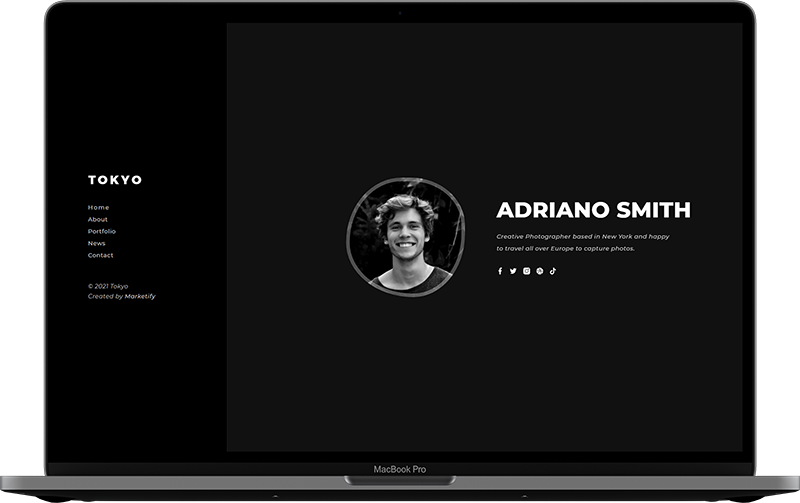 TOKYO
Home
About
Portfolio
News
Contact
© 2021 Tokyo
Created by Marketify
ADRIANO SMITH
Creative Photographer based in New York and happy
to travel all over Europe to capture photos.
MacBook Pro